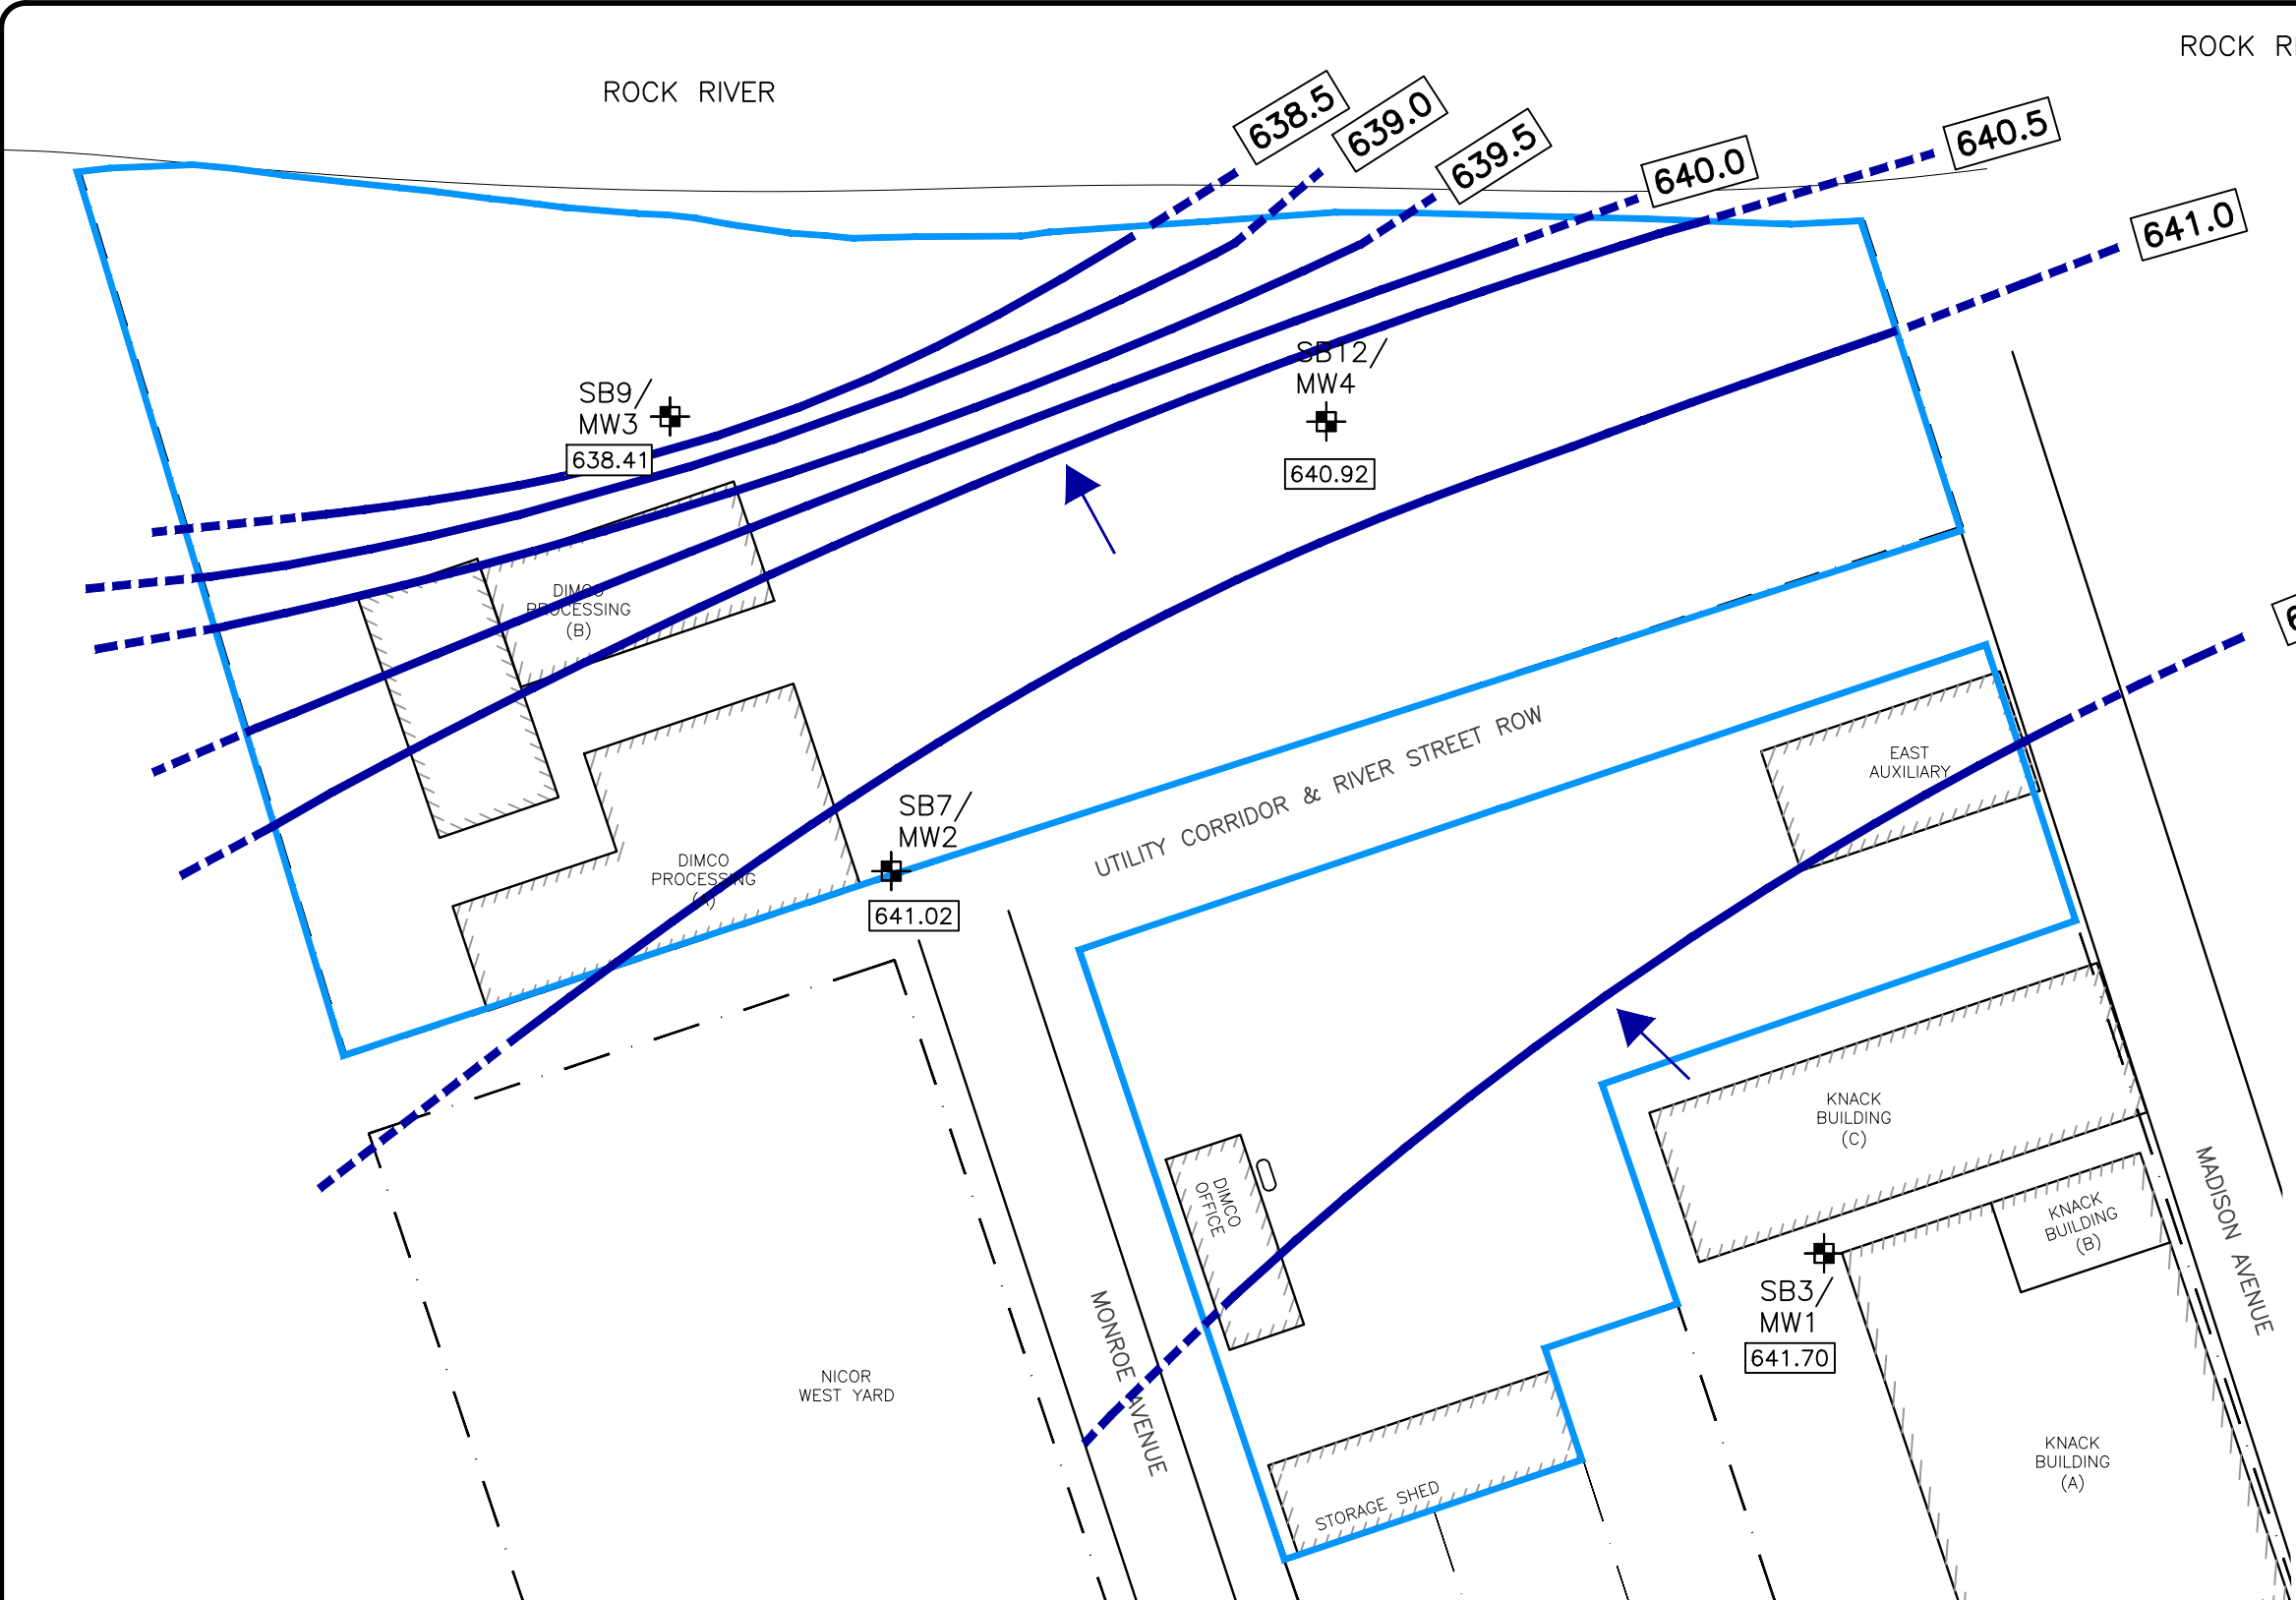 ROCK RIVER
ROCK
638.5
639.0
639.5
640.0
640.5
641.0
SB9/
MW3
638.41
SB12/
MW4
640.92
DIMCO
PROCESSING
(B)
UTILITY CORRIDOR & RIVER STREET ROW
EAST
AUXILIARY
SB7/
MW2
641.02
DIMCO
PROCESSING
(A)
KNACK
BUILDING
(C)
DIMCO
OFFICE
KNACK
BUILDING
(B)
MADISON AVENUE
SB3/
MW1
641.70
MONROE AVENUE
NICOR
WEST YARD
KNACK
BUILDING
(A)
STORAGE SHED